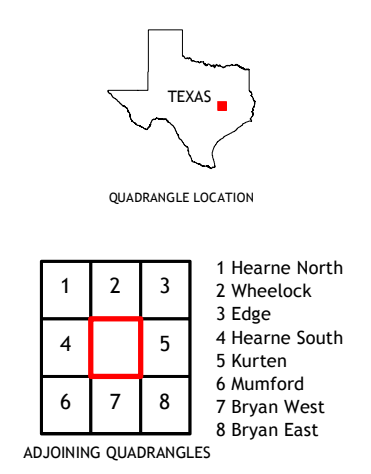 TEXAS
QUADRANGLE LOCATION
1 2 3
4 5
6 7 8
1 Hearne North
2 Wheelock
3 Edge
4 Hearne South
5 Kurten
6 Mumford
7 Bryan West
8 Bryan East
ADJOINING QUADRANGLES